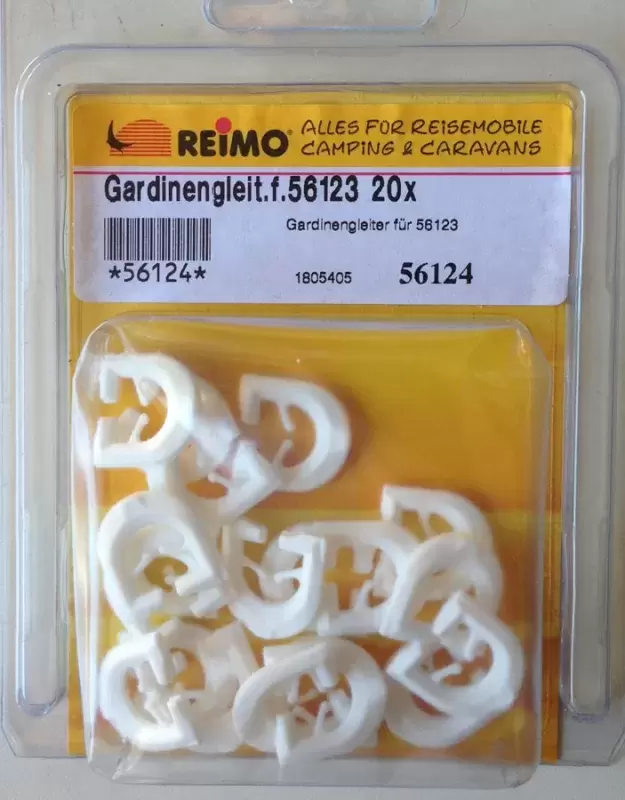 REIMO® ALLES FÜR REISEMOBILE
CAMPING & CARAVANS
Gardinengleit.f.56123 20x
Gardinengleiter für 56123
*56124* 1805405 56124